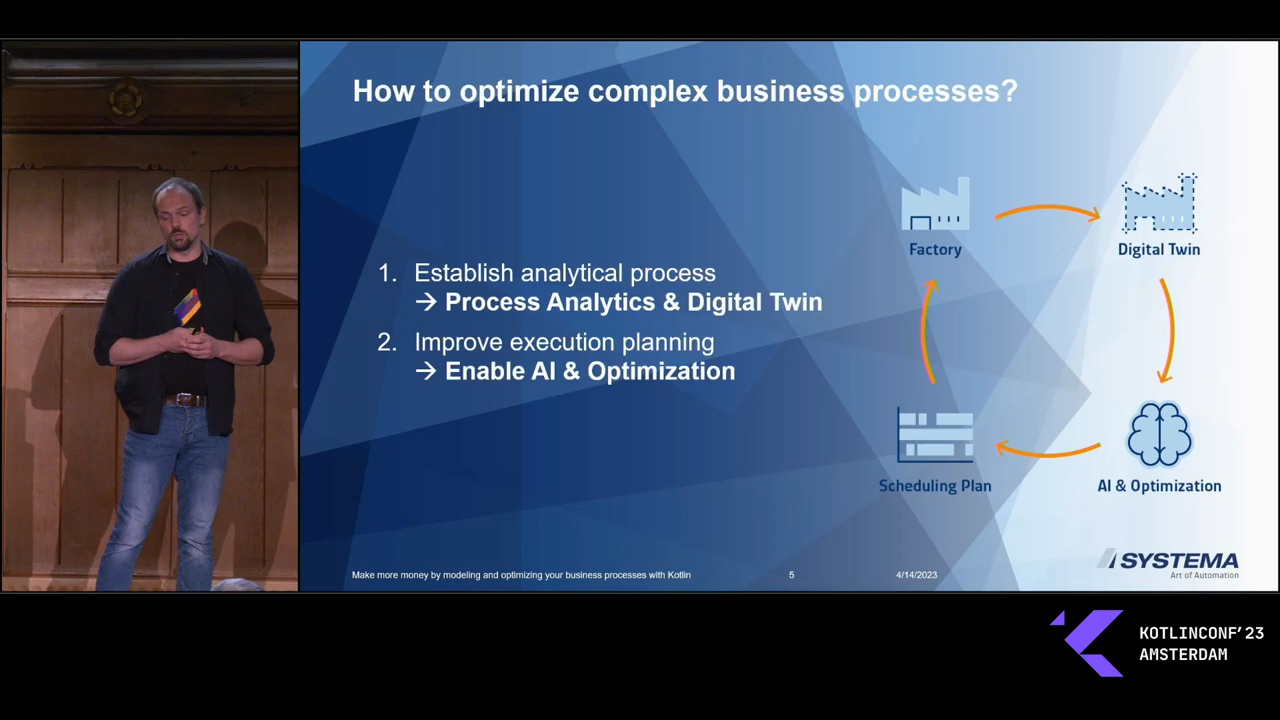 How to optimize complex business processes?
1. Establish analytical process
→ Process Analytics & Digital Twin
2. Improve execution planning
→ Enable AI & Optimization
Factory
Digital Twin
Scheduling Plan
AI & Optimization
SYSTEMA
Art of Automation
Make more money by modeling and optimizing your business processes with Kotlin
5
4/14/2023
KOTLINCONF'23
AMSTERDAM